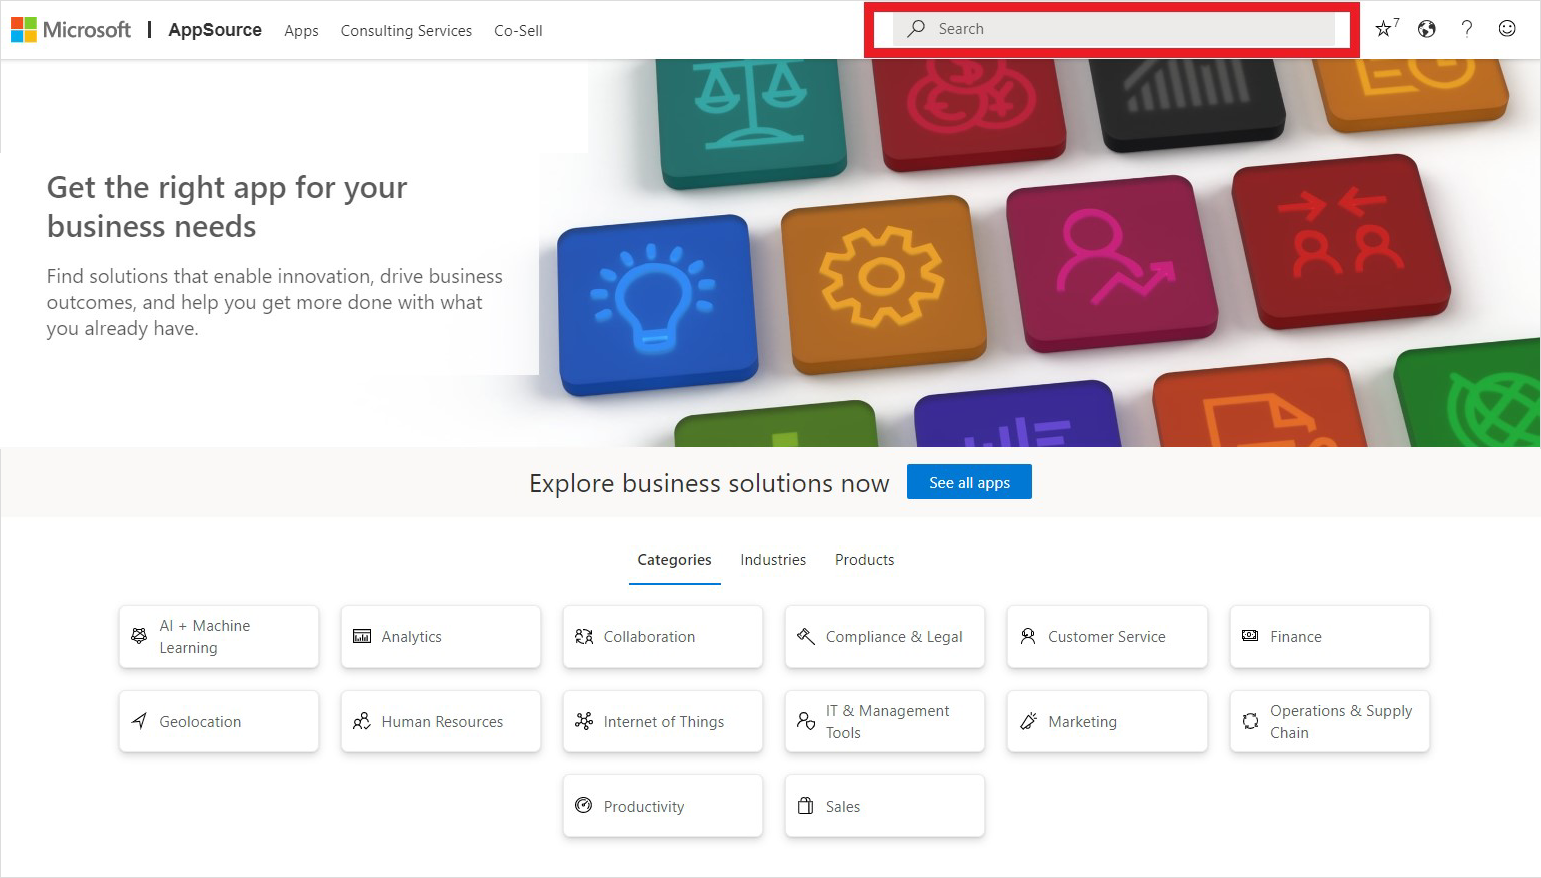 Microsoft | AppSource Apps Consulting Services Co-Sell Search 7 ?
Get the right app for your
business needs
Find solutions that enable innovation, drive business
outcomes, and help you get more done with what
you already have.
Explore business solutions now See all apps
Categories Industries Products
AI + Machine
Learning
Analytics
Collaboration
Compliance & Legal
Customer Service
Finance
Geolocation
Human Resources
Internet of Things
IT & Management
Tools
Marketing
Operations & Supply
Chain
Productivity
Sales